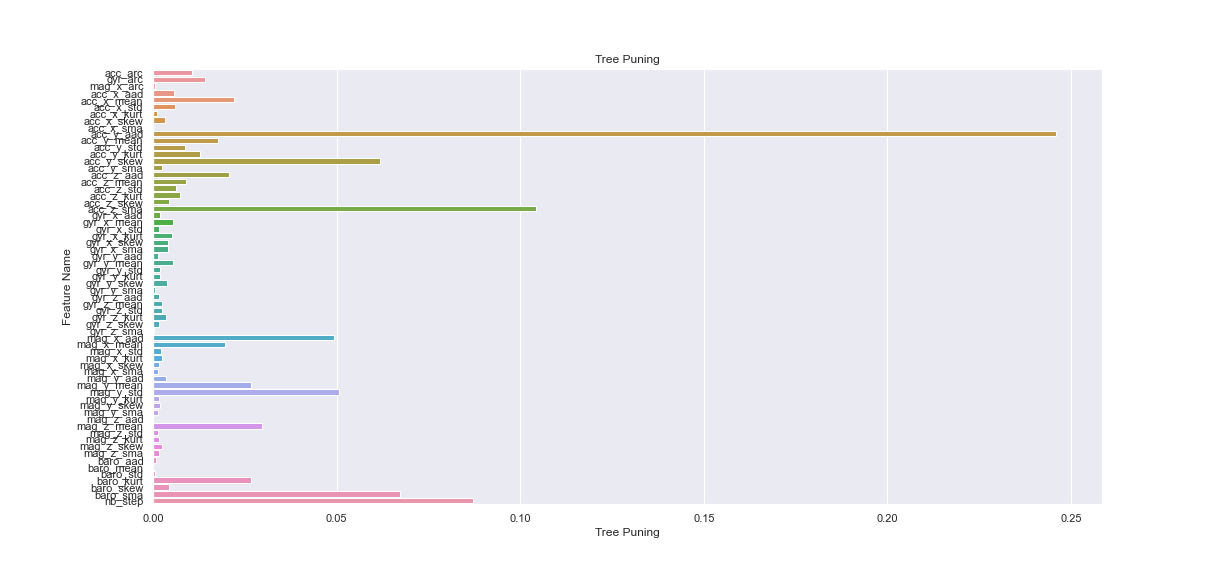 Tree Puning
acc_arc
gyr_arc
mag_x_arc
acc_x_aad
acc_x_mean
acc_x_std
acc_x_kurt
acc_x_skew
acc_x_sma
acc_y_aad
acc_y_mean
acc_y_std
acc_y_kurt
acc_y_skew
acc_y_sma
acc_z_aad
acc_z_mean
acc_z_std
acc_z_kurt
acc_z_skew
acc_z_sma
gyr_x_aad
gyr_x_mean
gyr_x_std
gyr_x_kurt
gyr_x_skew
gyr_x_sma
gyr_y_aad
gyr_y_mean
gyr_y_std
gyr_y_kurt
gyr_y_skew
gyr_y_sma
gyr_z_aad
gyr_z_mean
gyr_z_std
gyr_z_kurt
gyr_z_skew
gyr_z_sma
mag_x_aad
mag_x_mean
mag_x_std
mag_x_kurt
mag_x_skew
mag_x_sma
mag_y_aad
mag_y_mean
mag_y_std
mag_y_kurt
mag_y_skew
mag_y_sma
mag_z_aad
mag_z_mean
mag_z_std
mag_z_kurt
mag_z_skew
mag_z_sma
baro_aad
baro_mean
baro_std
baro_kurt
baro_skew
baro_sma
nb_step
Feature Name
0.00 0.05 0.10 0.15 0.20 0.25
Tree Puning